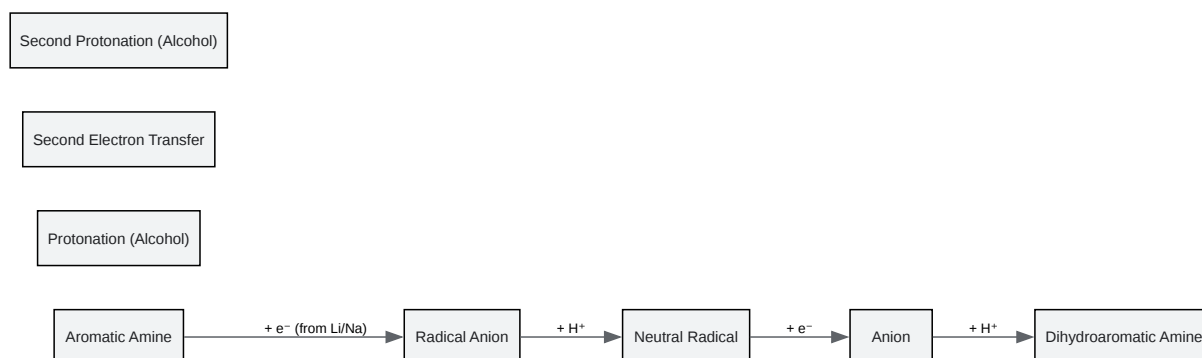 Second Protonation (Alcohol)
Second Electron Transfer
Protonation (Alcohol)
Aromatic Amine
+ e⁻ (from Li/Na)
Radical Anion
+ H⁺
Neutral Radical
+ e⁻
Anion
+ H⁺
Dihydroaromatic Amine